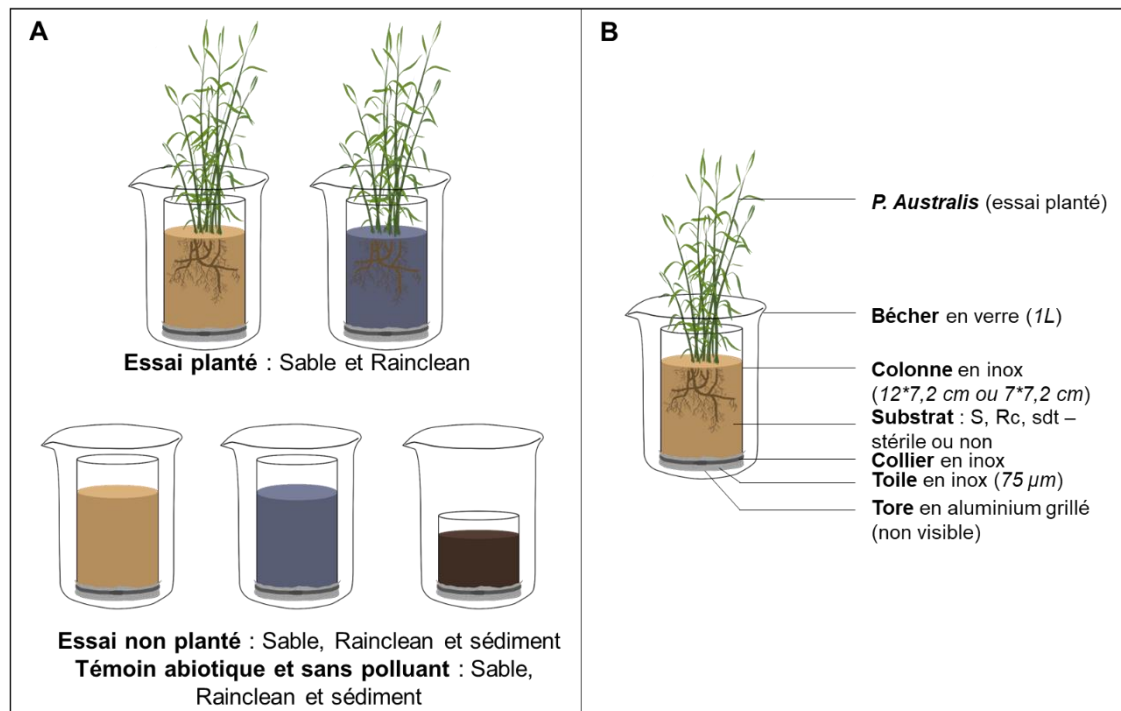 A
Essai planté : Sable et Rainclean
Essai non planté : Sable, Rainclean et sédiment
Témoin abiotique et sans polluant : Sable,
Rainclean et sédiment
B
P. Australis (essai planté)
Bécher en verre (1L)
Colonne en inox
(12*7,2 cm ou 7*7,2 cm)
Substrat : S, Rc, sdt –
stérile ou non
Collier en inox
Toile en inox (75 µm)
Tore en aluminium grillé
(non visible)